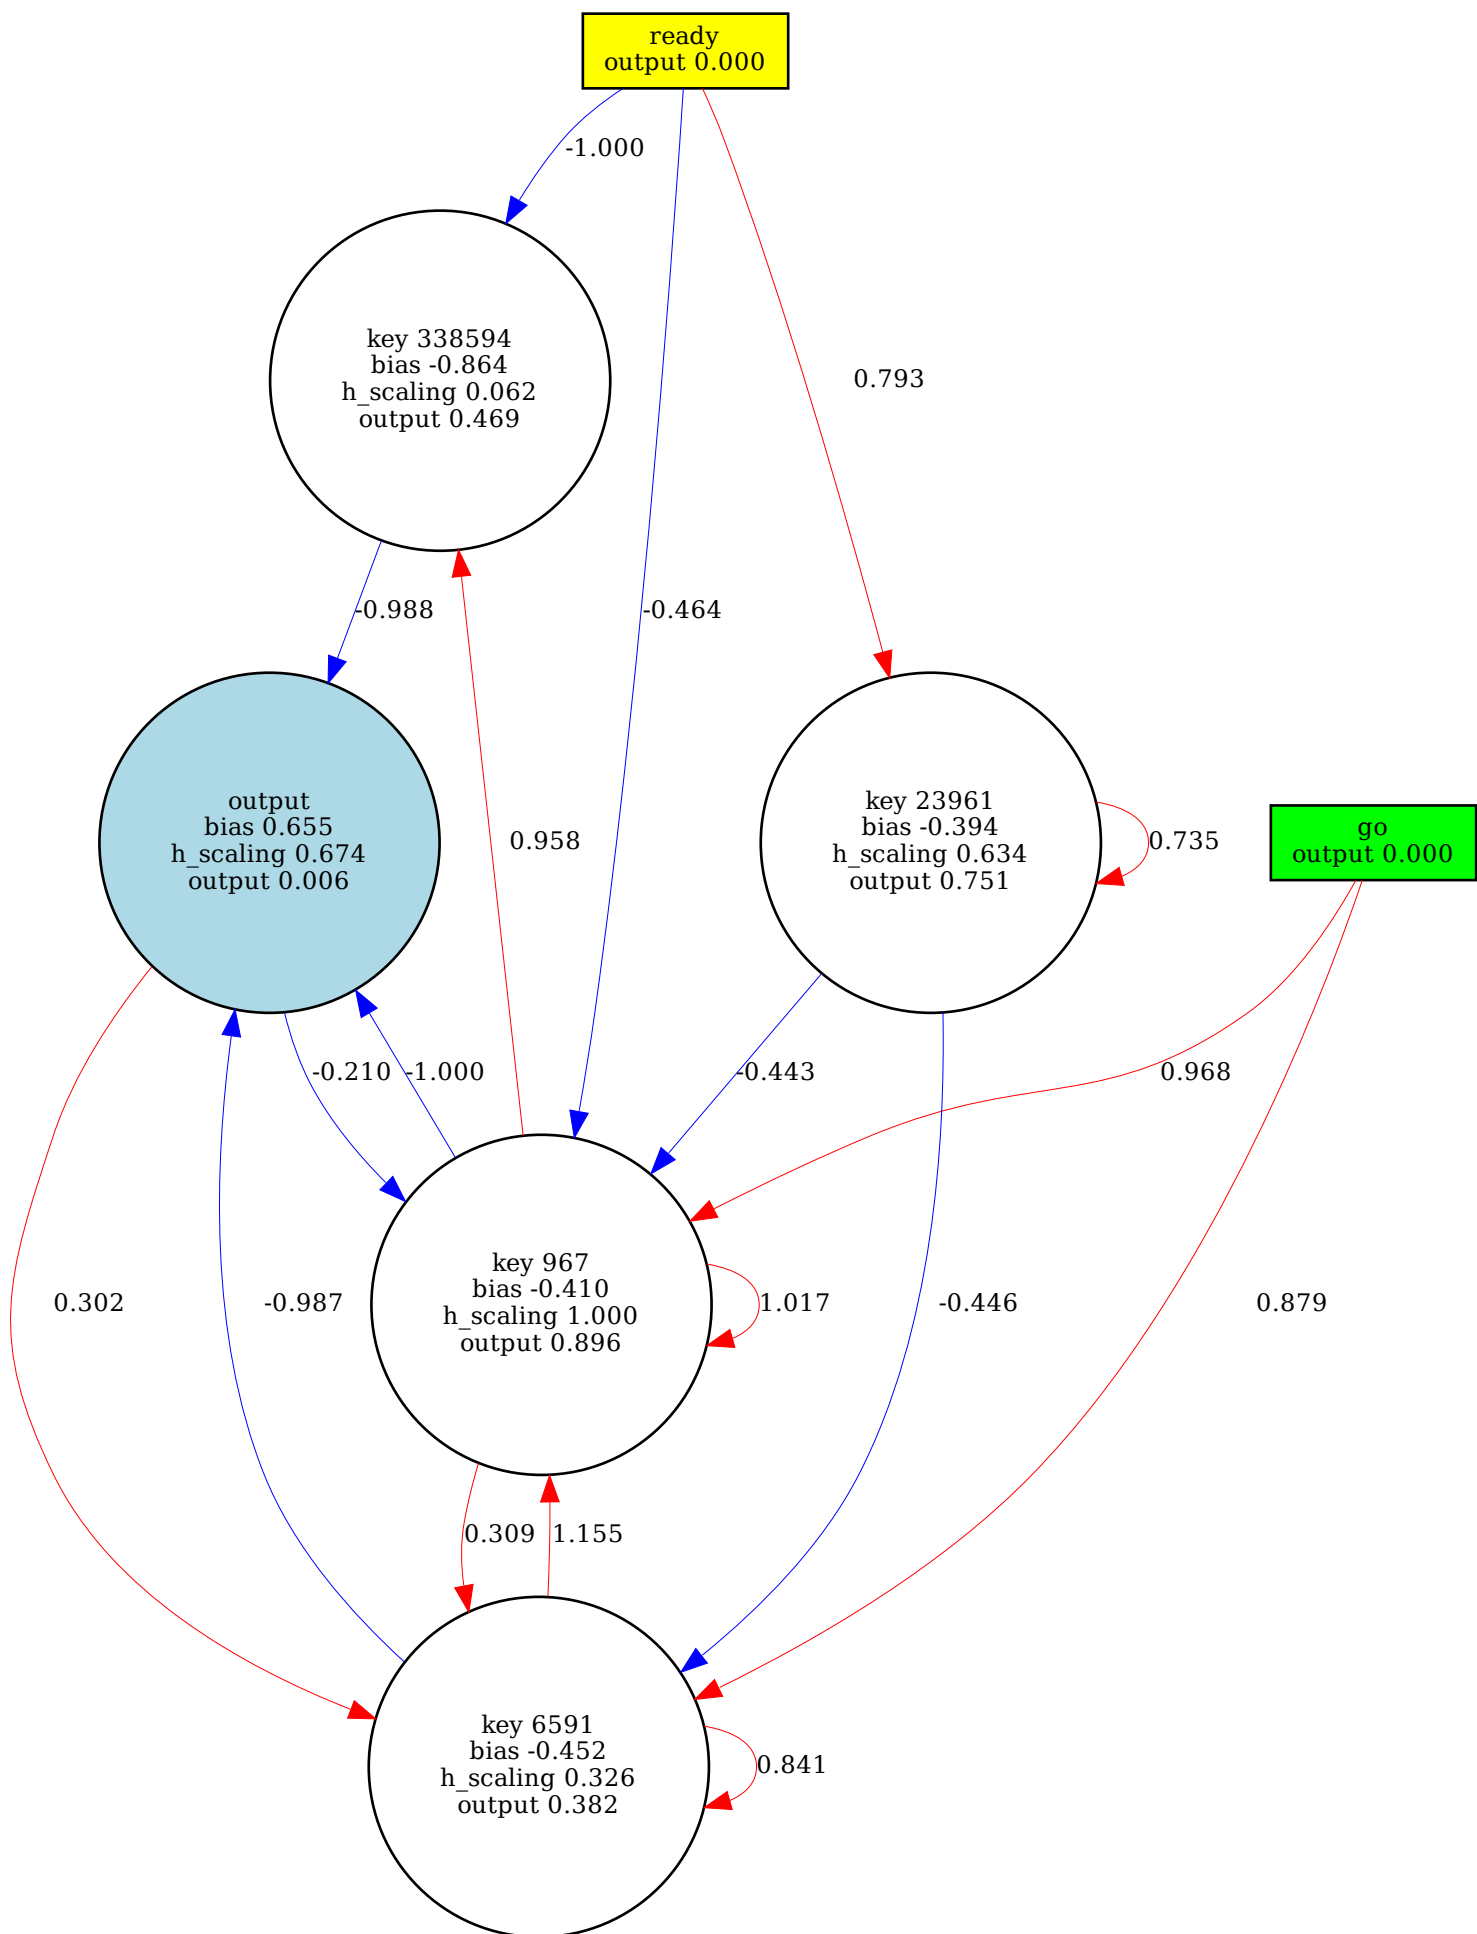 ready
output 0.000
-1.000
key 338594
bias -0.864
h_scaling 0.062
output 0.469
0.793
-0.988
-0.464
output
bias 0.655
h_scaling 0.674
output 0.006
0.958
key 23961
bias -0.394
h_scaling 0.634
output 0.751
0.735
go
output 0.000
-0.210
-1.000
-0.443
0.968
0.302
-0.987
key 967
bias -0.410
h_scaling 1.000
output 0.896
1.017
-0.446
0.879
0.309
1.155
key 6591
bias -0.452
h_scaling 0.326
output 0.382
0.841